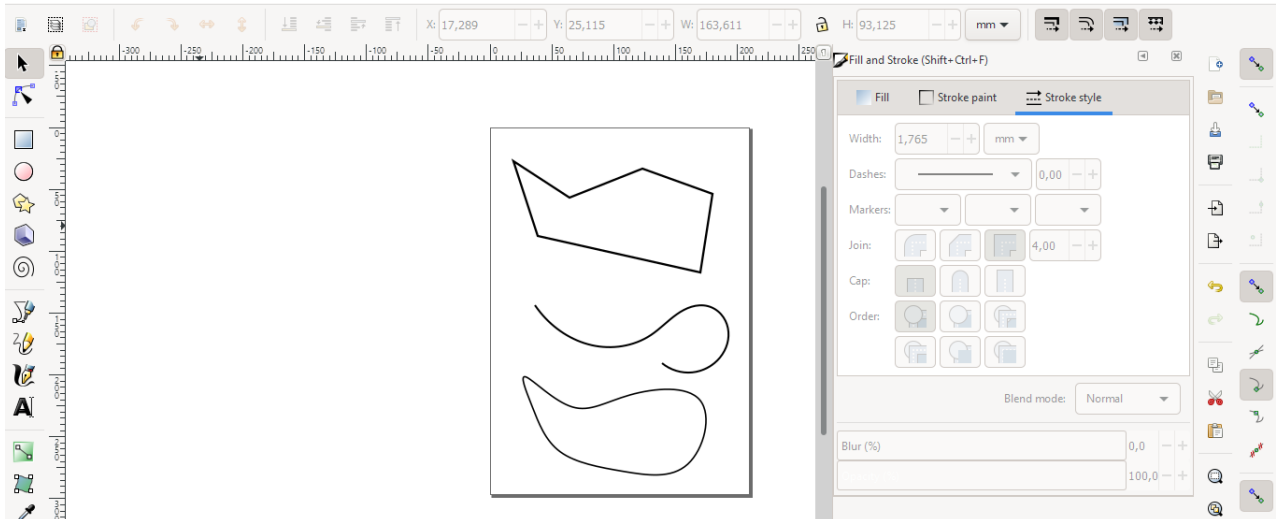 X: 17,289 Y: 25,115 W: 163,611 H: 93,125 mm
-300 -250 -200 -150 -100 -50 0 50 100 150 200 250
Fill and Stroke (Shift+Ctrl+F)
Fill Stroke paint Stroke style
Width: 1,765 mm
Dashes: 0,00
Markers:
Join: 4,00
Cap:
Order:
Blend mode: Normal
Blur (%) 0,0
100,0